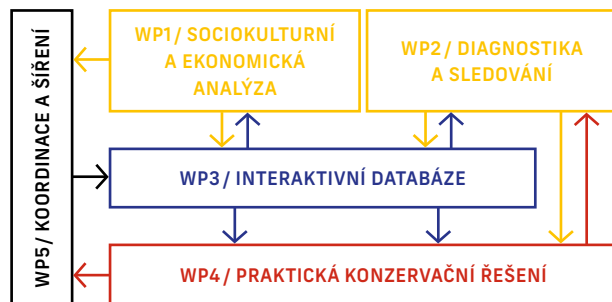 WP5/ KOORDINACE A ŠÍŘENÍ
WP1/ SOCIOKULTURNÍ
A EKONOMICKÁ
ANALÝZA
WP2/ DIAGNOSTIKA
A SLEDOVÁNÍ
WP3/ INTERAKTIVNÍ DATABÁZE
WP4/ PRAKTICKÁ KONZERVAČNÍ ŘEŠENÍ